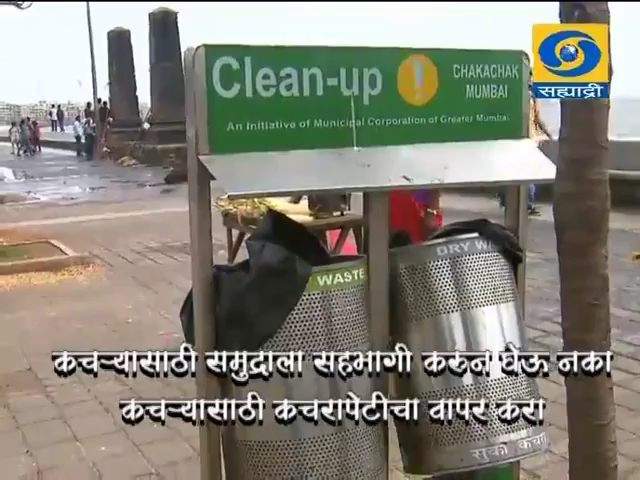 Clean-up !
CHAKACHAK
MUMBAI
An Initiative of Municipal Corporation of Greater Mumbai
सह्याद्री
WASTE
DRY WA
कचऱ्यासाठी समुद्राला सहभागी करुन घेऊ नका
कचऱ्यासाठी कचरापेटीचा वापर करा
सुका कचरा